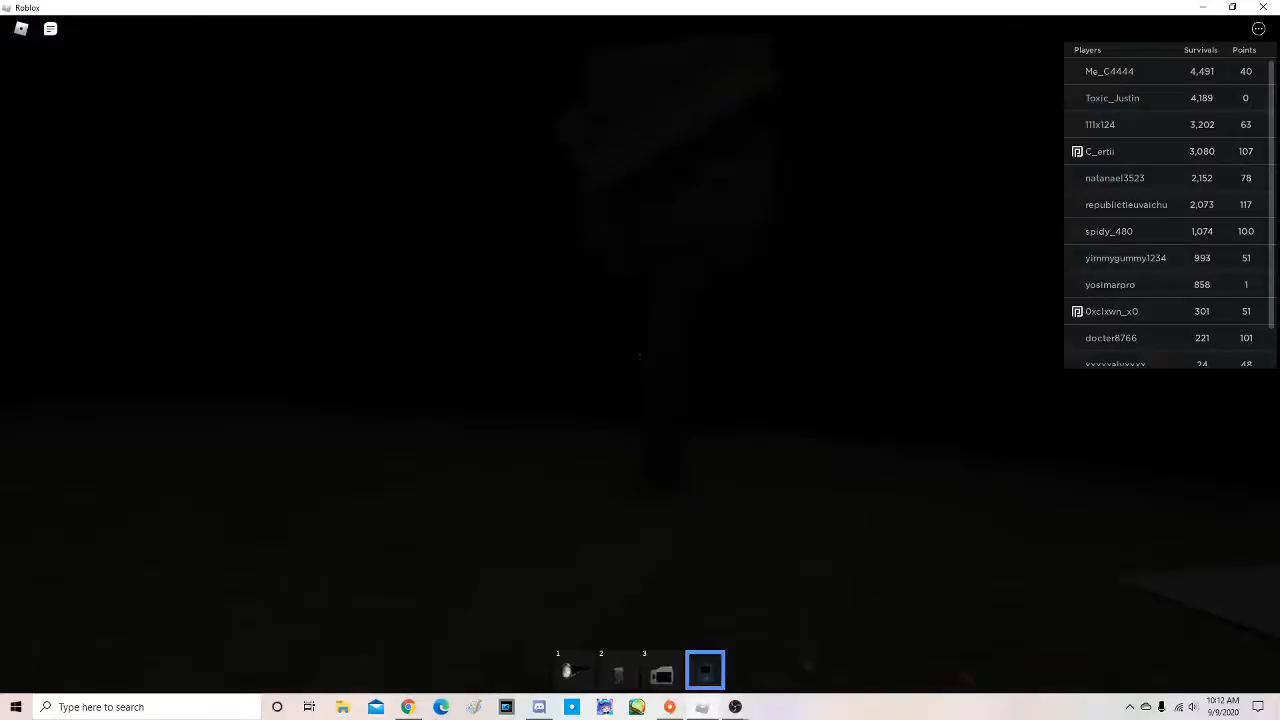 Roblox
Players Survivals Points
Me_C4444 4,491 40
Toxic_Justin 4,189 0
111x124 3,202 63
C_ertii 3,080 107
natanael3523 2,152 78
republictieuvaichu 2,073 117
spidy_480 1,074 100
yimmygummy1234 993 51
yosimarpro 858 1
0xclxwn_x0 301 51
docter8766 221 101
24 48
1 2 3
Type here to search
10:12 AM
9/9/2020